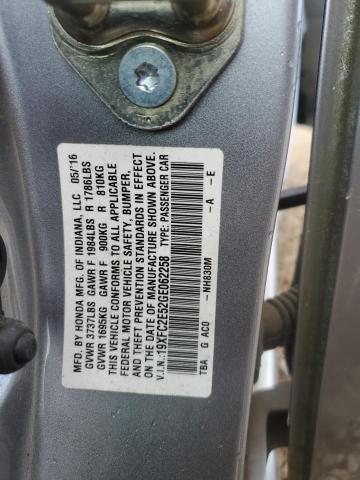 MFD. BY HONDA MFG. OF INDIANA, LLC 05/'16
GVWR 3737LBS GAWR F 1984LBS R 1786LBS
GVWR 1695KG GAWR F 900KG R 810KG
THIS VEHICLE CONFORMS TO ALL APPLICABLE
FEDERAL MOTOR VEHICLE SAFETY, BUMPER,
AND THEFT PREVENTION STANDARDS IN EFFECT
ON THE DATE OF MANUFACTURE SHOWN ABOVE.
V.I.N.:19XFC2E52GE062258 TYPE: PASSENGER CAR
TBA G AC0 -NH830M -A -E